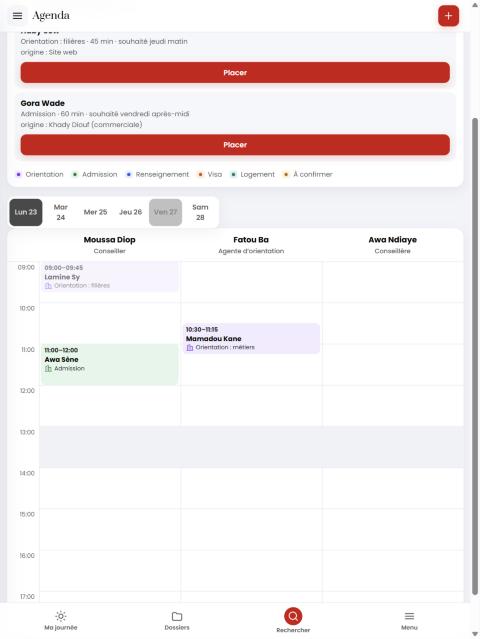 Agenda
Orientation : filières · 45 min · souhaité jeudi matin
origine : Site web
Placer
Gora Wade
Admission · 60 min · souhaité vendredi après-midi
origine : Khady Diouf (commerciale)
Placer
Orientation
Admission
Renseignement
Visa
Logement
À confirmer
Lun 23
Mar 24
Mer 25
Jeu 26
Ven 27
Sam 28
Moussa Diop
Conseiller
Fatou Ba
Agente d'orientation
Awa Ndiaye
Conseillère
09:00
09:00–09:45
Lamine Sy
Orientation : filières
10:00
10:30–11:15
Mamadou Kane
Orientation : métiers
11:00
11:00–12:00
Awa Sène
Admission
12:00
13:00
14:00
15:00
16:00
17:00
Ma journée
Dossiers
Rechercher
Menu